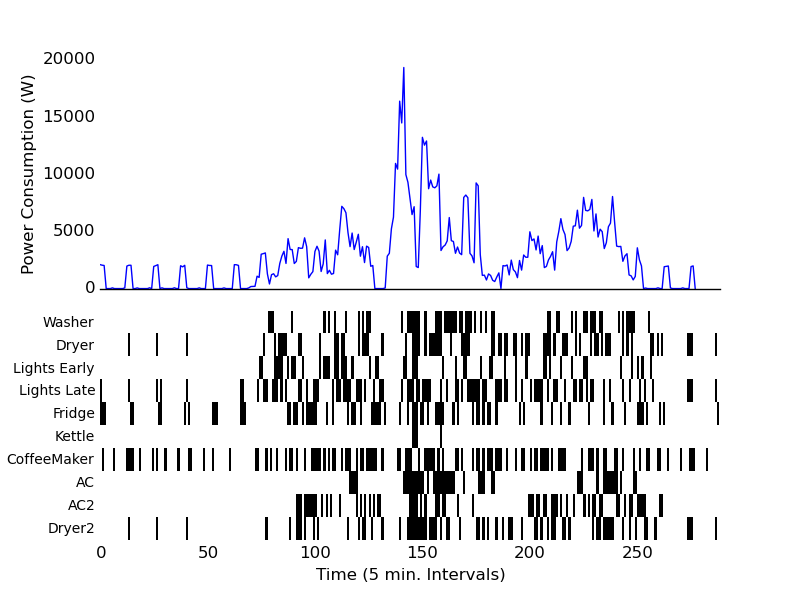 20000
15000
10000
5000
0
Power Consumption (W)
Washer
Dryer
Lights Early
Lights Late
Fridge
Kettle
CoffeeMaker
AC
AC2
Dryer2
0 50 100 150 200 250
Time (5 min. Intervals)